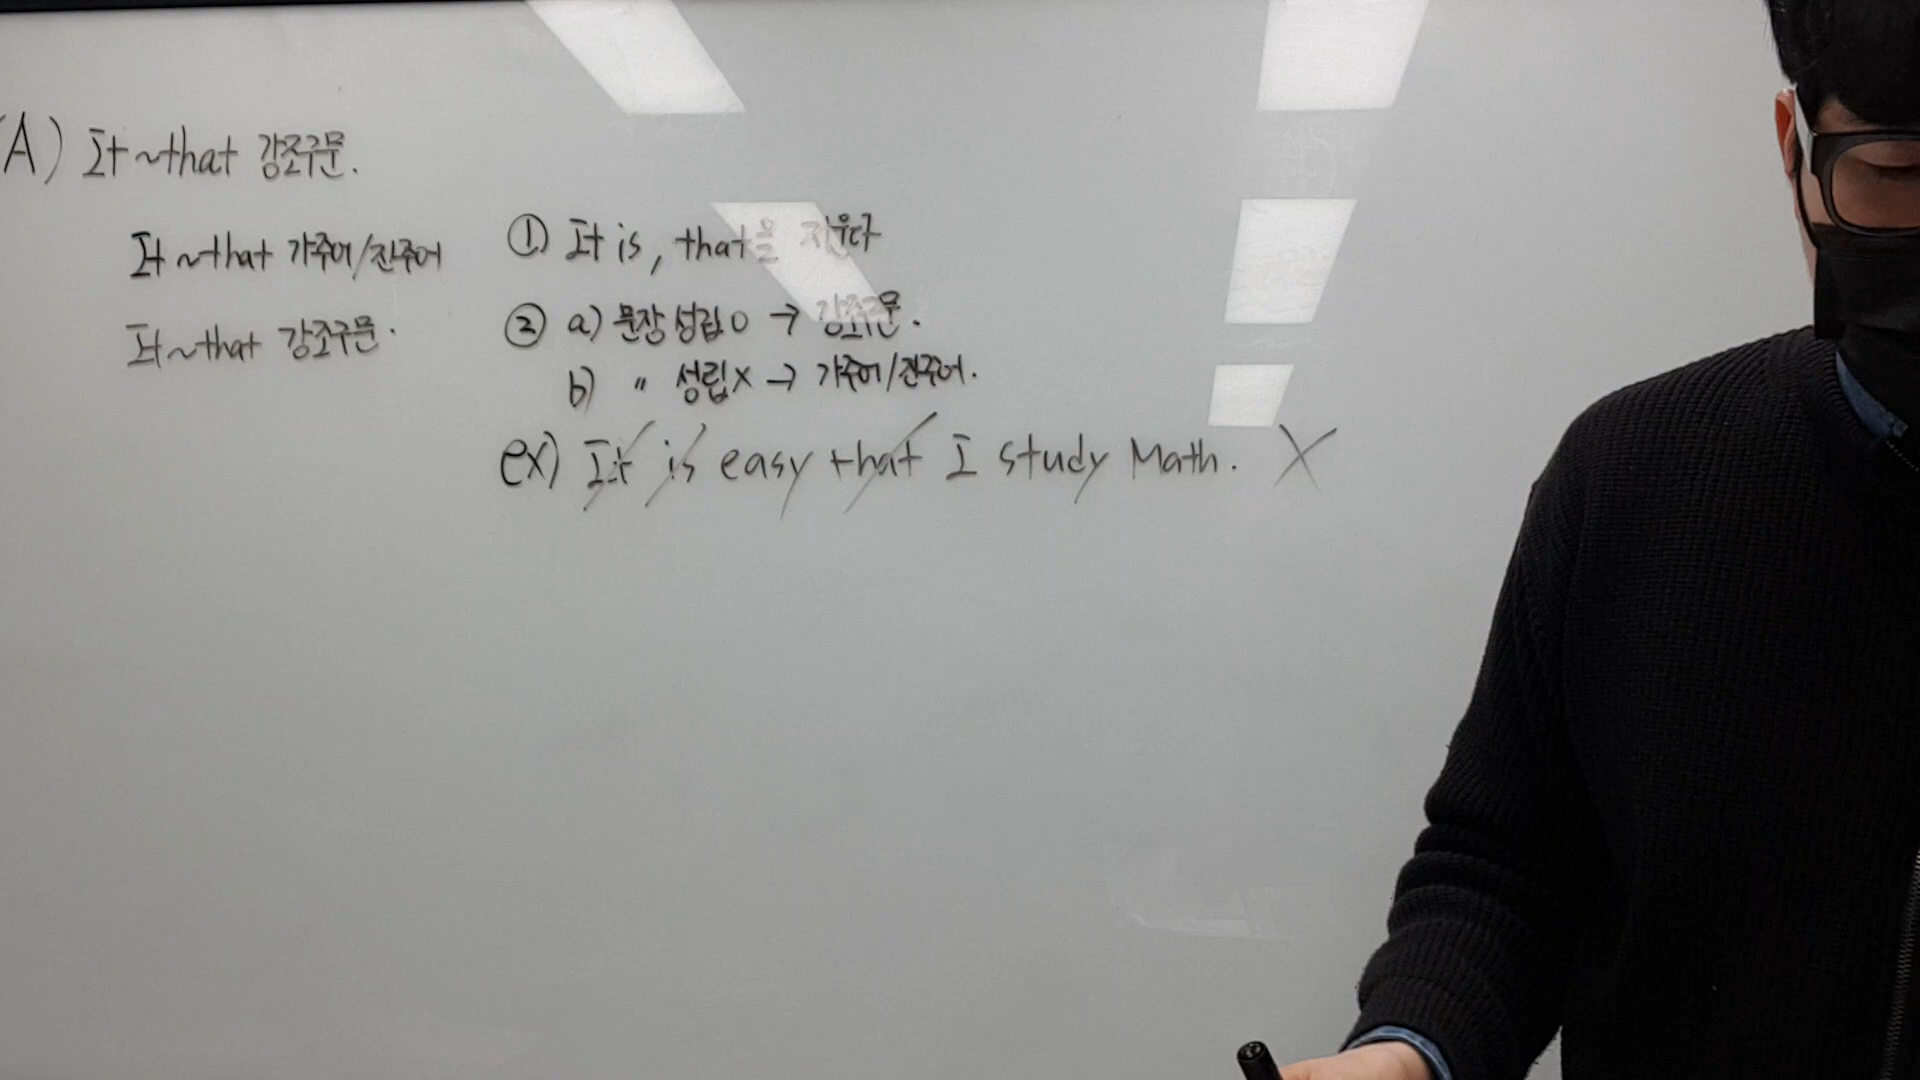 (A) It ~that 강조구문.
It ~that 가주어/진주어
It ~that 강조구문.
① It is, that을 지운다
② a) 문장 성립 O → 강조구문.
b) 〃 성립 X → 가주어/진주어.
ex) It is easy that I study Math. X